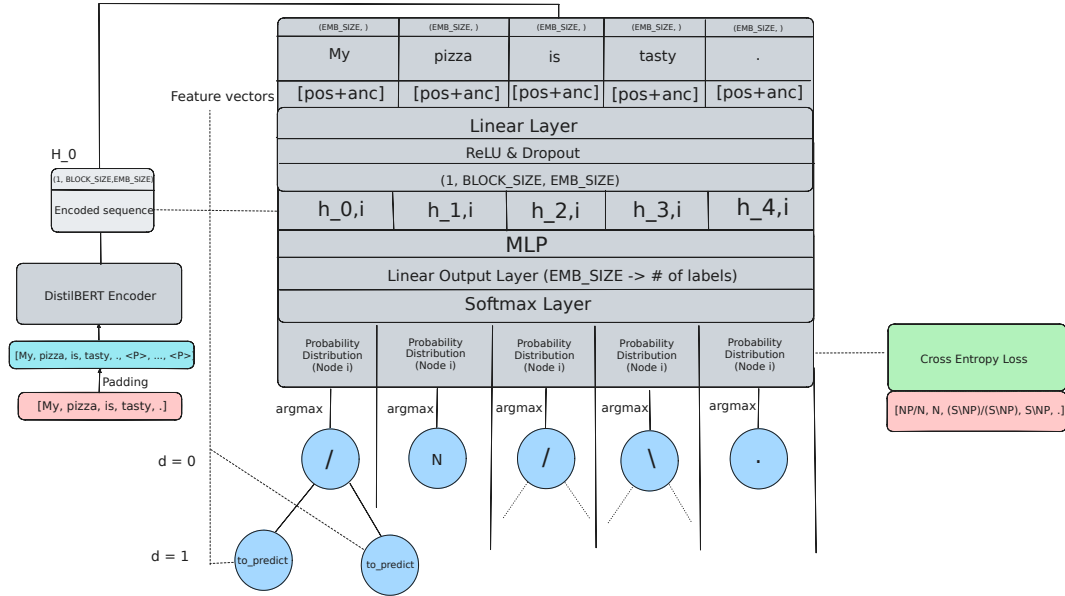 (EMB_SIZE, ) (EMB_SIZE, ) (EMB_SIZE, ) (EMB_SIZE, ) (EMB_SIZE, )
My pizza is tasty .
Feature vectors [pos+anc] [pos+anc] [pos+anc] [pos+anc] [pos+anc]
Linear Layer
ReLU & Dropout
(1, BLOCK_SIZE, EMB_SIZE)
h_0,i h_1,i h_2,i h_3,i h_4,i
MLP
Linear Output Layer (EMB_SIZE -> # of labels)
Softmax Layer
H_0
(1, BLOCK_SIZE,EMB_SIZE)
Encoded sequence
DistilBERT Encoder
[My, pizza, is, tasty, ., <P>, ..., <P>]
Padding
[My, pizza, is, tasty, .]
Probability Probability Probability Probability Probability
Distribution Distribution Distribution Distribution Distribution
(Node i) (Node i) (Node i) (Node i) (Node i)
Cross Entropy Loss
[NP/N, N, (S\NP)/(S\NP), S\NP, .]
argmax argmax argmax argmax argmax
/ N / \ .
d = 0
d = 1
to_predict to_predict